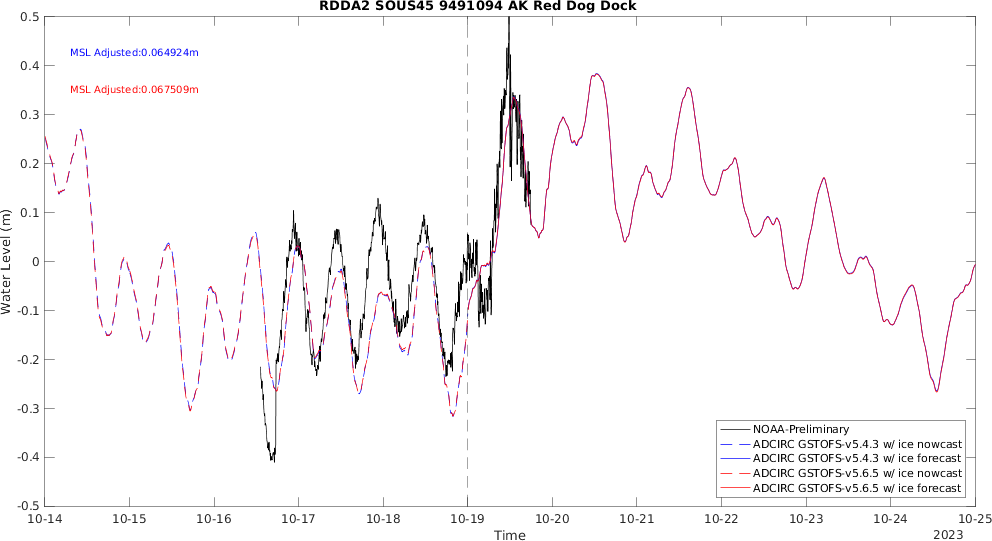 RDDA2 SOUS45 9491094 AK Red Dog Dock
MSL Adjusted:0.064924m
MSL Adjusted:0.067509m
Water Level (m)
0.5
0.4
0.3
0.2
0.1
0
-0.1
-0.2
-0.3
-0.4
-0.5
NOAA-Preliminary
ADCIRC GSTOFS-v5.4.3 w/ ice nowcast
ADCIRC GSTOFS-v5.4.3 w/ ice forecast
ADCIRC GSTOFS-v5.6.5 w/ ice nowcast
ADCIRC GSTOFS-v5.6.5 w/ ice forecast
10-14 10-15 10-16 10-17 10-18 10-19 10-20 10-21 10-22 10-23 10-24 10-25
Time
2023